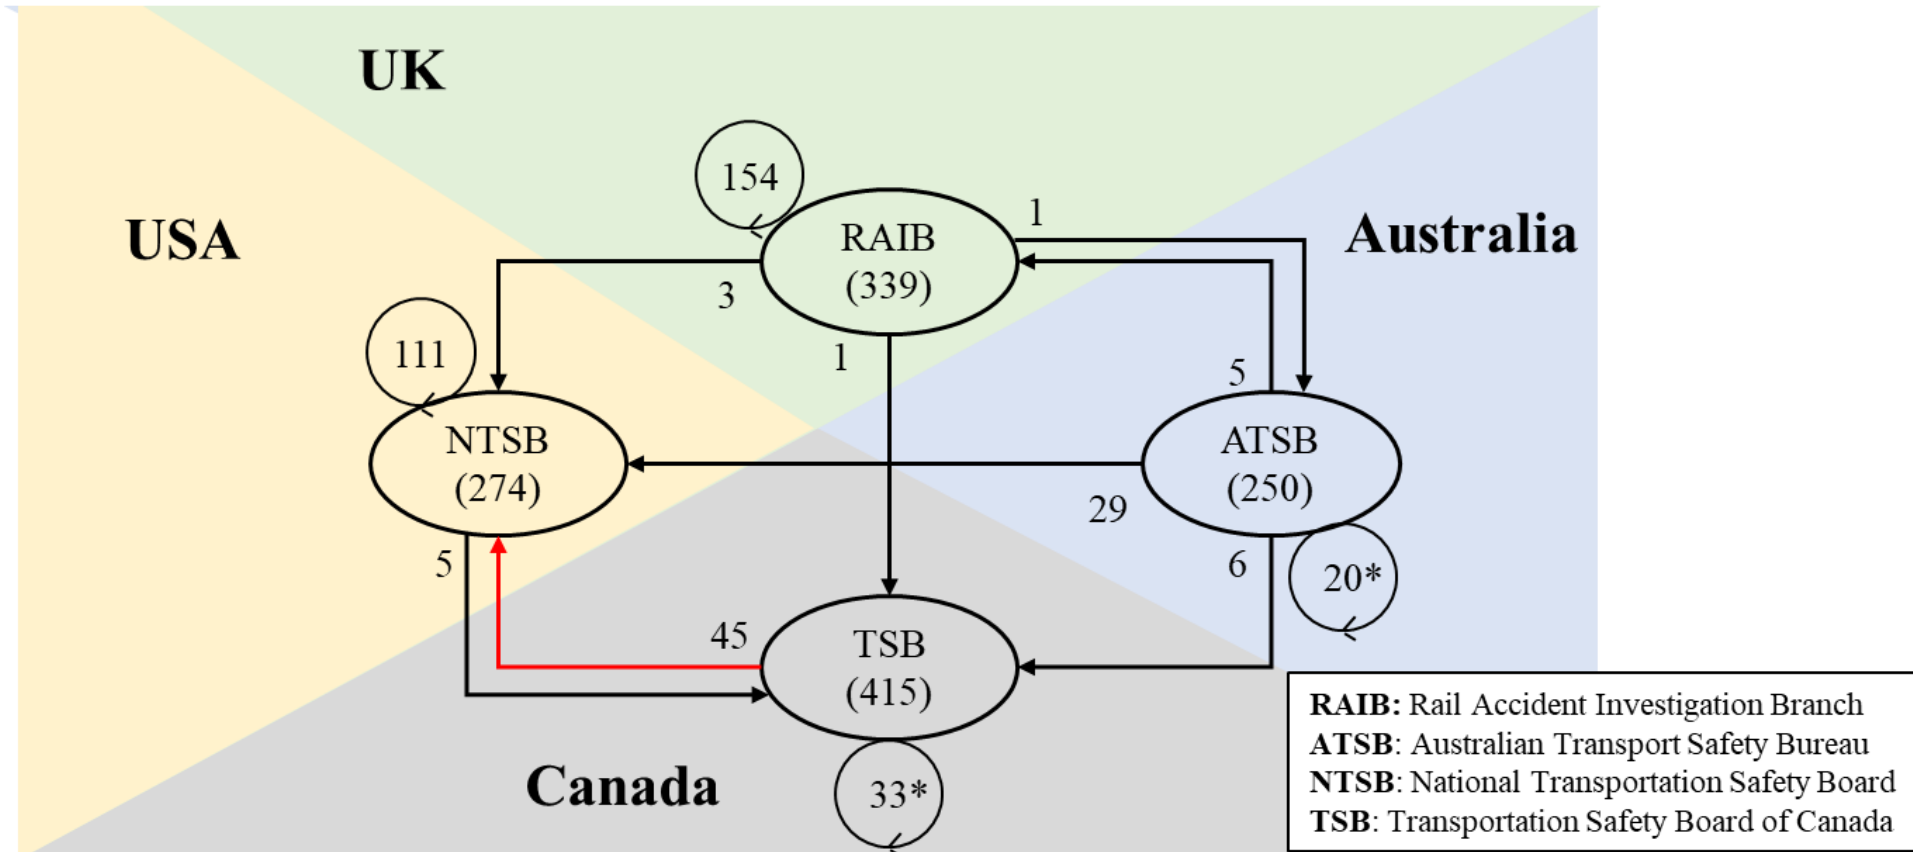 UK
154
USA
RAIB
(339)
1
Australia
3
111
1
5
NTSB
(274)
ATSB
(250)
29
5
6
20*
45
TSB
(415)
Canada
33*
RAIB: Rail Accident Investigation Branch
ATSB: Australian Transport Safety Bureau
NTSB: National Transportation Safety Board
TSB: Transportation Safety Board of Canada